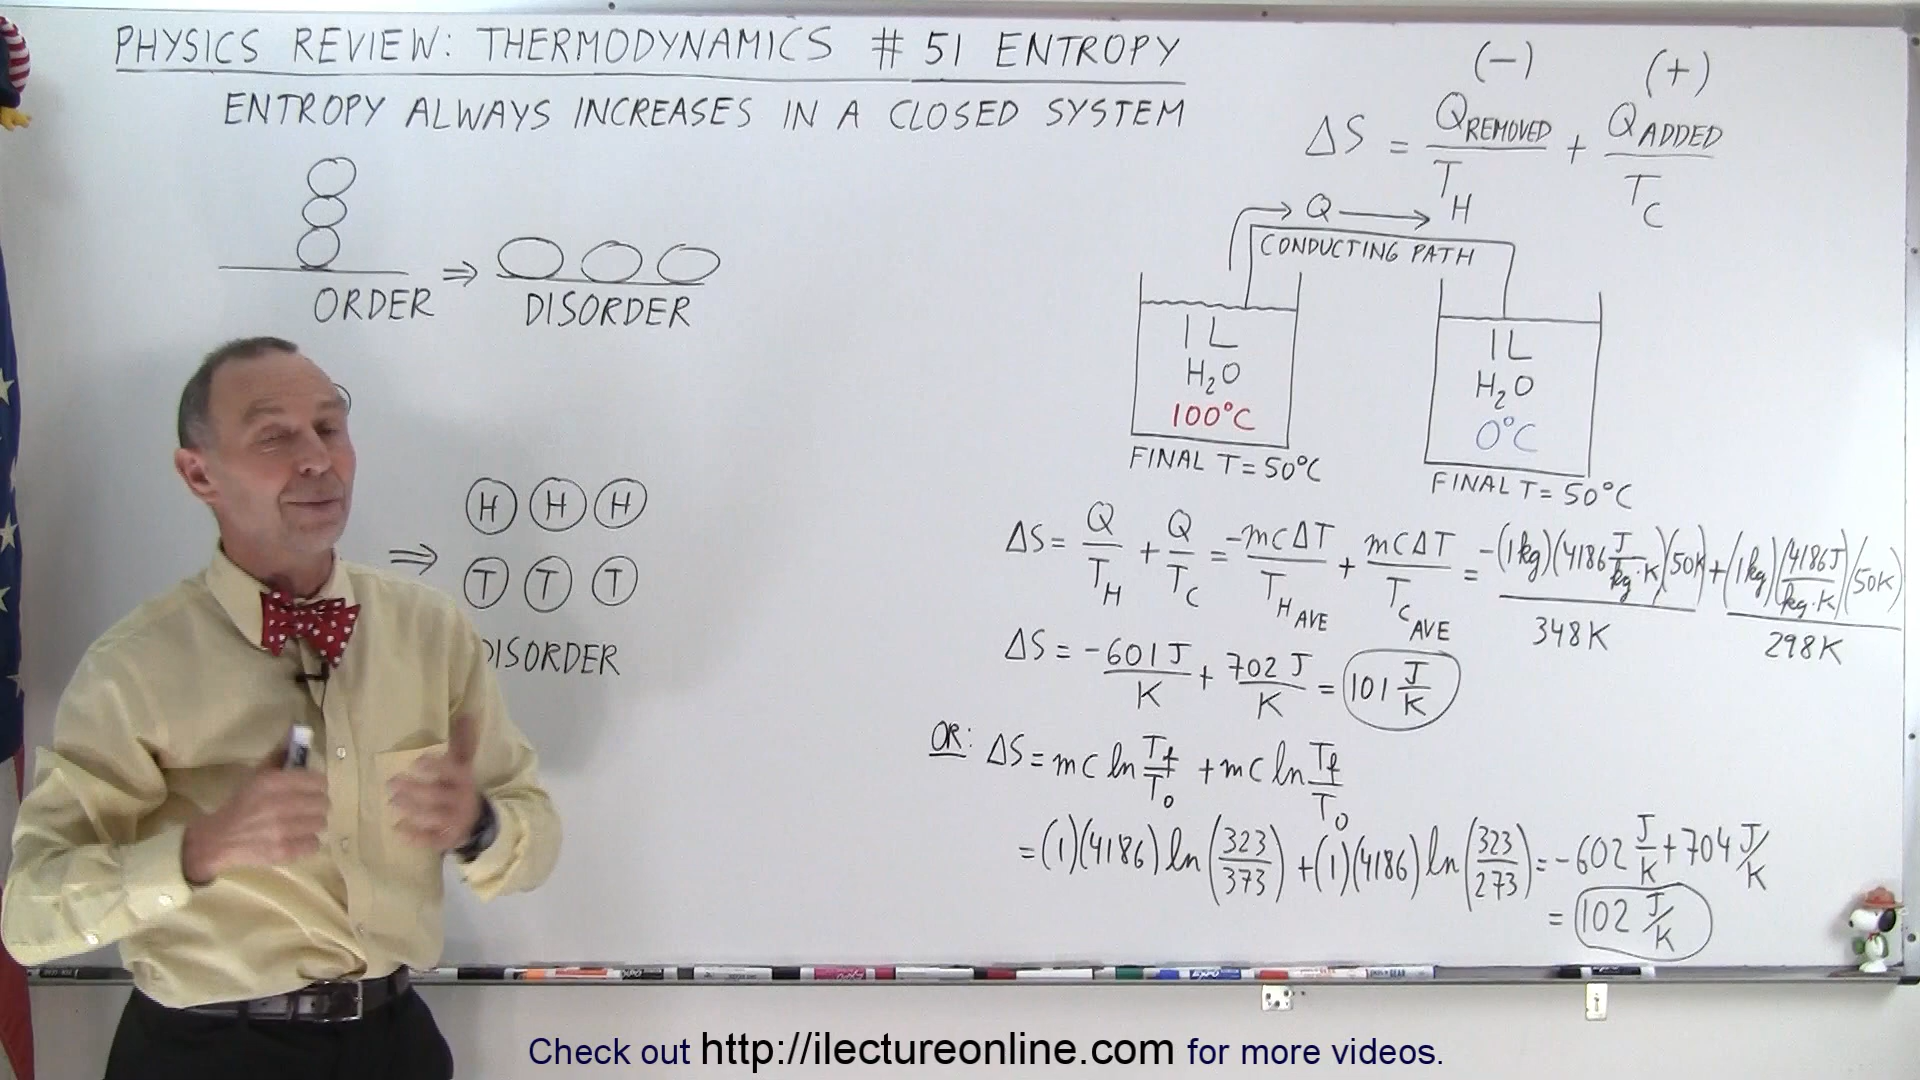 PHYSICS REVIEW: THERMODYNAMICS # 51 ENTROPY
ENTROPY ALWAYS INCREASES IN A CLOSED SYSTEM
ORDER ⇒ DISORDER
H H H
⇒ T T T
DISORDER
(-) (+)
ΔS = Q REMOVED / T_H + Q ADDED / T_C
→ Q →
CONDUCTING PATH
1 L
H₂O
100°C
FINAL T = 50°C
1 L
H₂O
0°C
FINAL T = 50°C
ΔS = Q/T_H + Q/T_C = -mCΔT/T_H AVE + mCΔT/T_C AVE = -(1kg)(4186 J/kg·K)(50K)/348K + (1kg)(4186J/kg·K)(50K)/298K
ΔS = -601 J/K + 702 J/K = 101 J/K
OR: ΔS = mc ln T_f/T_0 + mc ln T_f/T_0
= (1)(4186) ln(323/373) + (1)(4186) ln(323/273) = -602 J/K + 704 J/K
= 102 J/K
Check out http://ilectureonline.com for more videos.